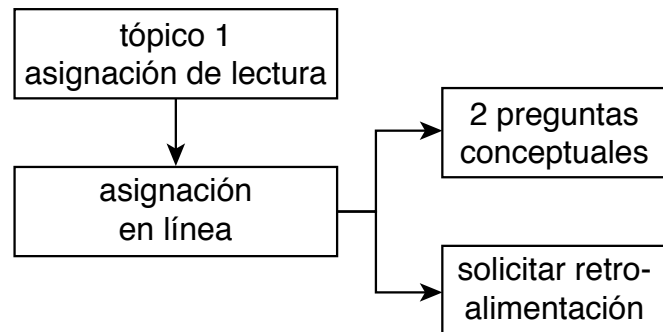 tópico 1
asignación de lectura
asignación
en línea
2 preguntas
conceptuales
solicitar retro-
alimentación